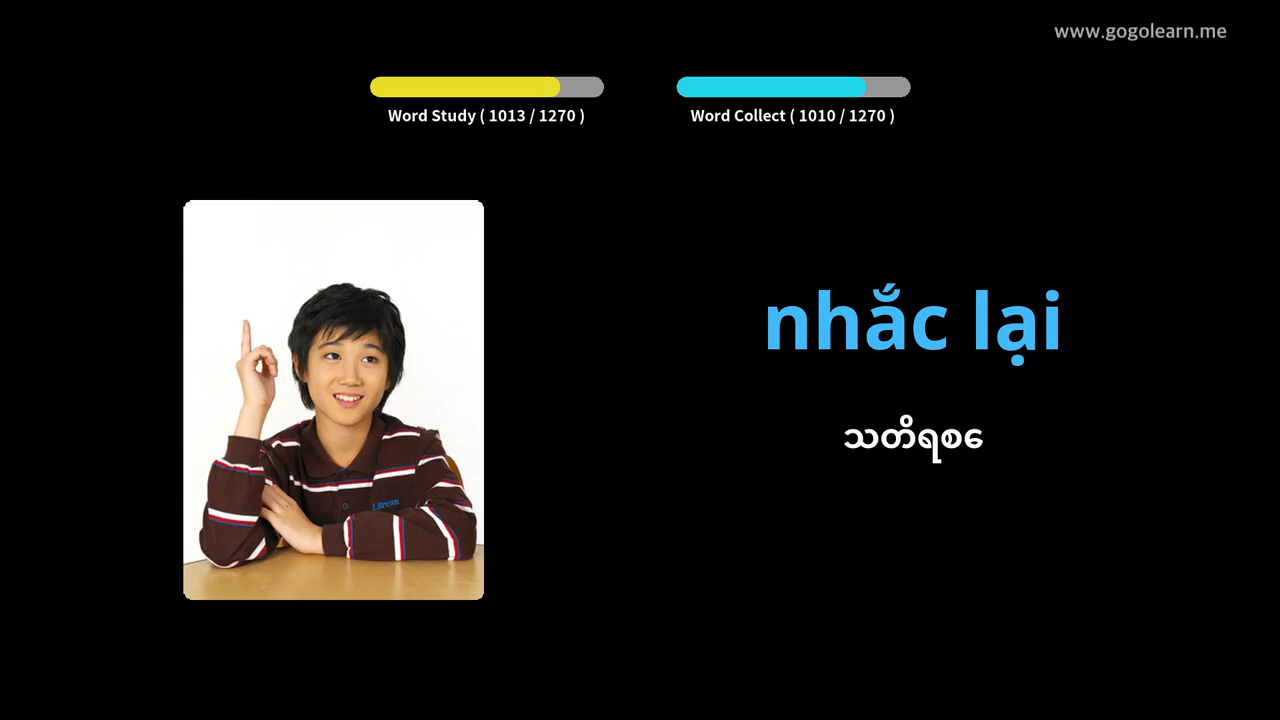 www.gogolearn.me
Word Study ( 1013 / 1270 )
Word Collect ( 1010 / 1270 )
nhắc lại
သတိရစေ